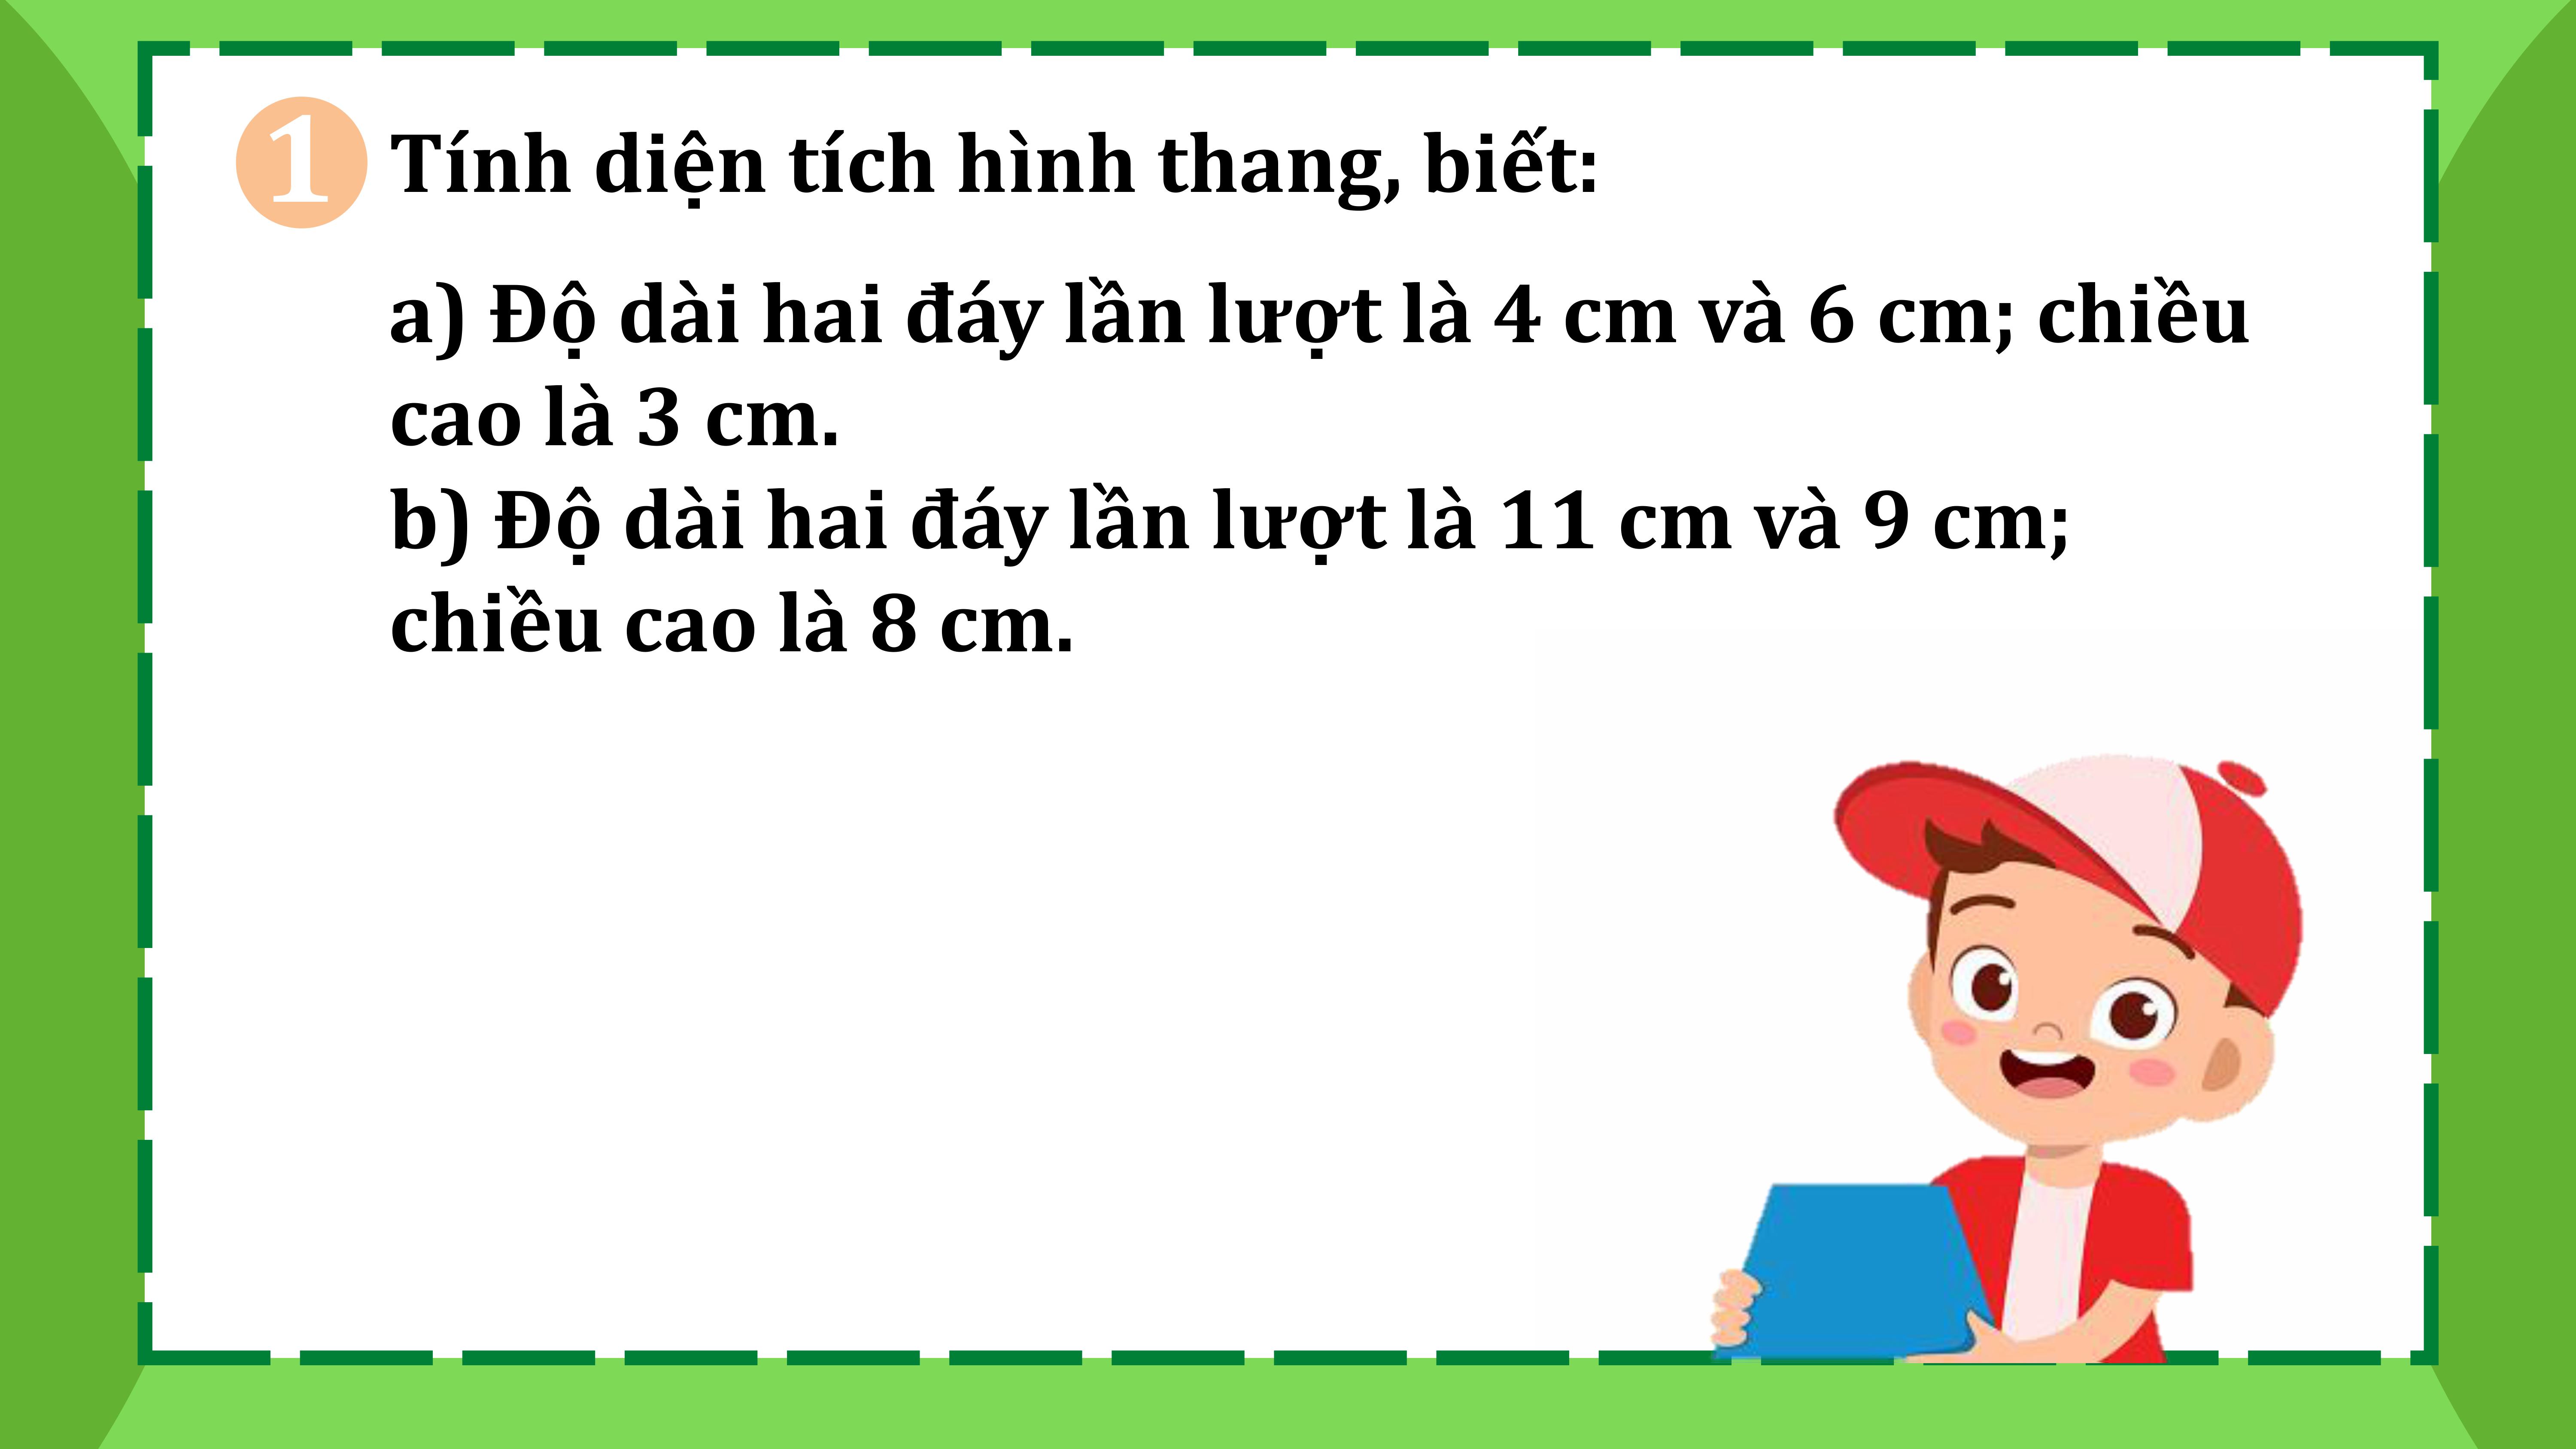 1 Tính diện tích hình thang, biết:
a) Độ dài hai đáy lần lượt là 4 cm và 6 cm; chiều
cao là 3 cm.
b) Độ dài hai đáy lần lượt là 11 cm và 9 cm;
chiều cao là 8 cm.